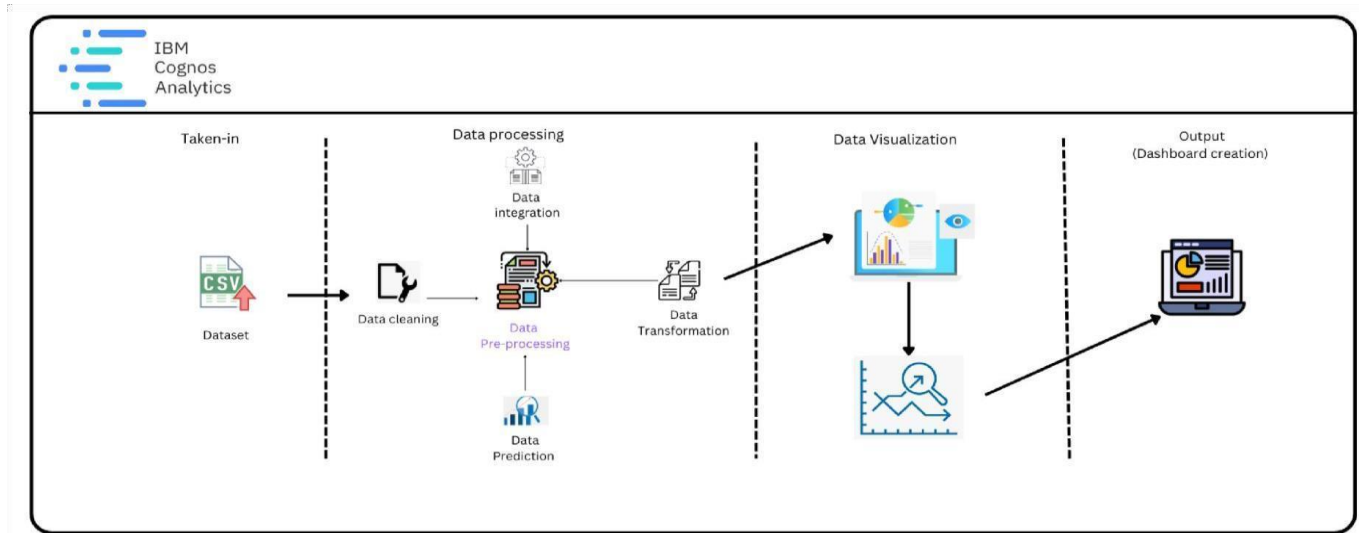 IBM
Cognos
Analytics
Taken-in
Data processing
Data Visualization
Output
(Dashboard creation)
Data
integration
CSV
Dataset
Data cleaning
Data
Pre-processing
Data
Transformation
Data
Prediction